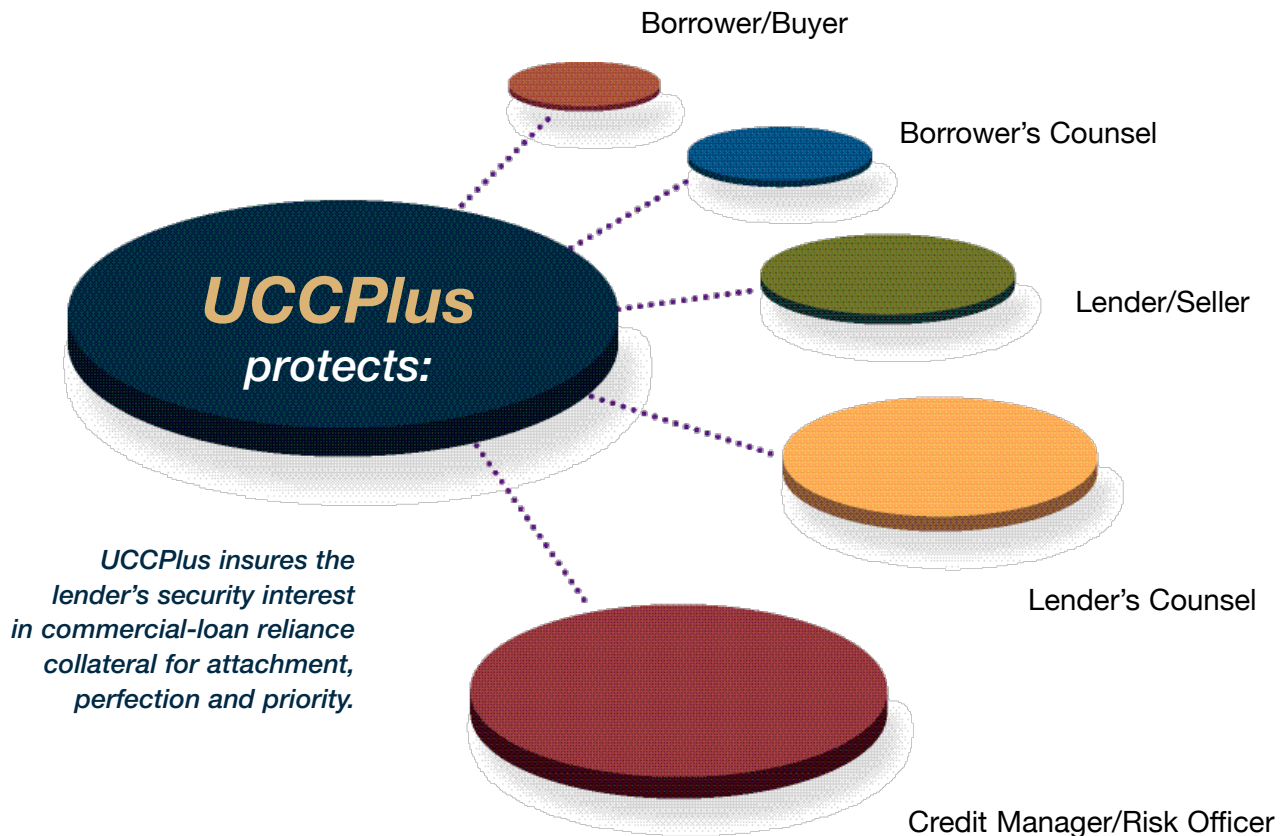 Borrower/Buyer
Borrower’s Counsel
UCCPlus
protects:
Lender/Seller
Lender’s Counsel
UCCPlus insures the
lender’s security interest
in commercial-loan reliance
collateral for attachment,
perfection and priority.
Credit Manager/Risk Officer